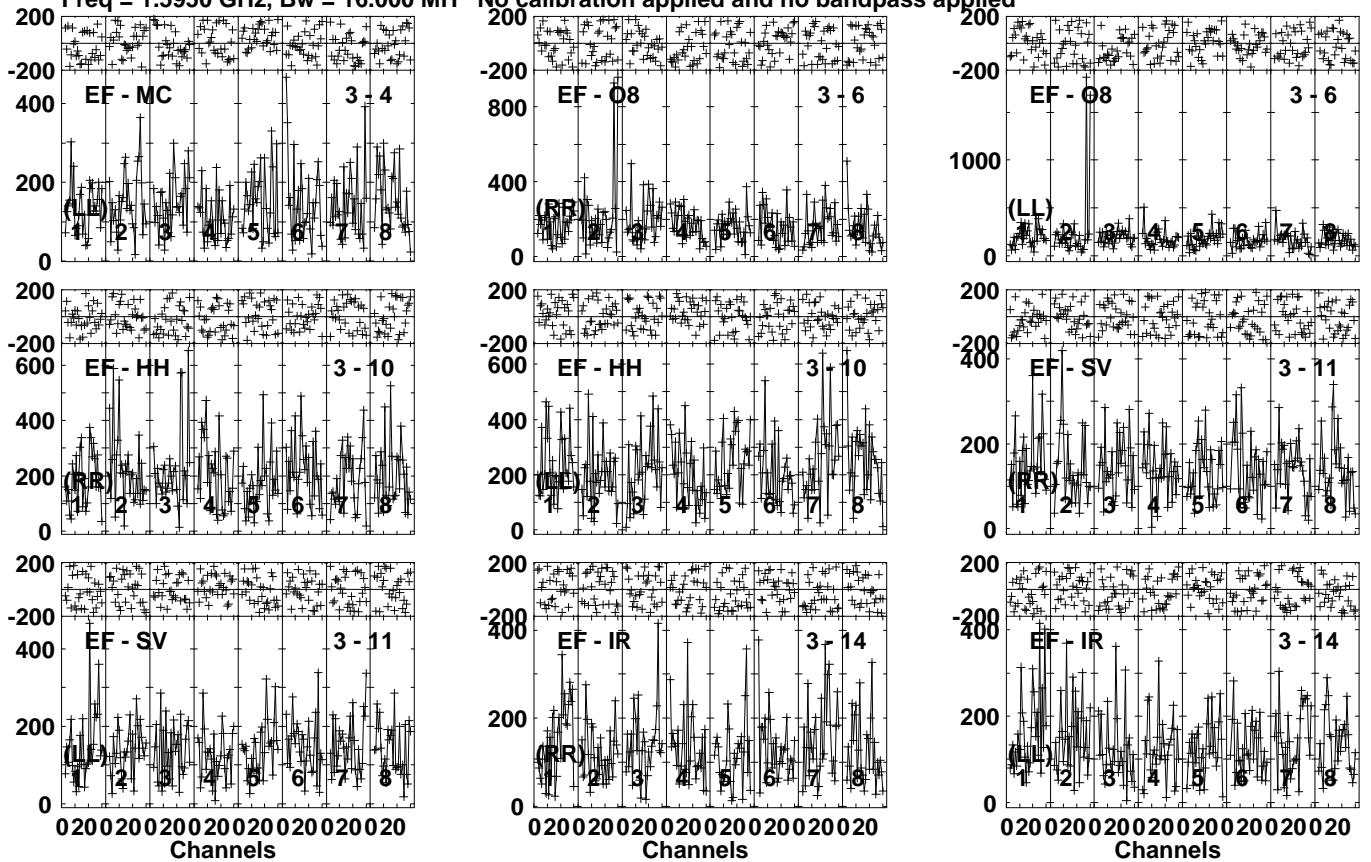 Freq = 1.5950 GHz, Bw = 16.000 MH No calibration applied and no bandpass applied
200 200 200
-200 -200 -200
EF - MC 3 - 4 EF - O8 3 - 6 EF - O8 3 - 6
400 800
1000
200 400
(LL) (RR) (LL)
1 2 3 4 5 6 7 8 1 2 3 4 5 6 7 8 1 2 3 4 5 6 7 8
0 0 0
200 200 200
-200 -200 -200
600 600 400
EF - HH 3 - 10 EF - HH 3 - 10 EF - SV 3 - 11
400 400
200 200 200
(RR) (LL) (RR)
1 2 3 4 5 6 7 8 1 2 3 4 5 6 7 8 1 2 3 4 5 6 7 8
0 0 0
200 200 200
-200 -200 -200
400 400
EF - SV 3 - 11 EF - IR 3 - 14 EF - IR 3 - 14
400
200 200 200
(LL) (RR) (LL)
1 2 3 4 5 6 7 8 1 2 3 4 5 6 7 8 1 2 3 4 5 6 7 8
0 0 0
0 20 0 20 0 20 0 20 0 20 0 20 0 20 0 20 0 20 0 20 0 20 0 20 0 20 0 20 0 20 0 20 0 20 0 20 0 20 0 20 0 20 0 20 0 20 0 20
Channels Channels Channels